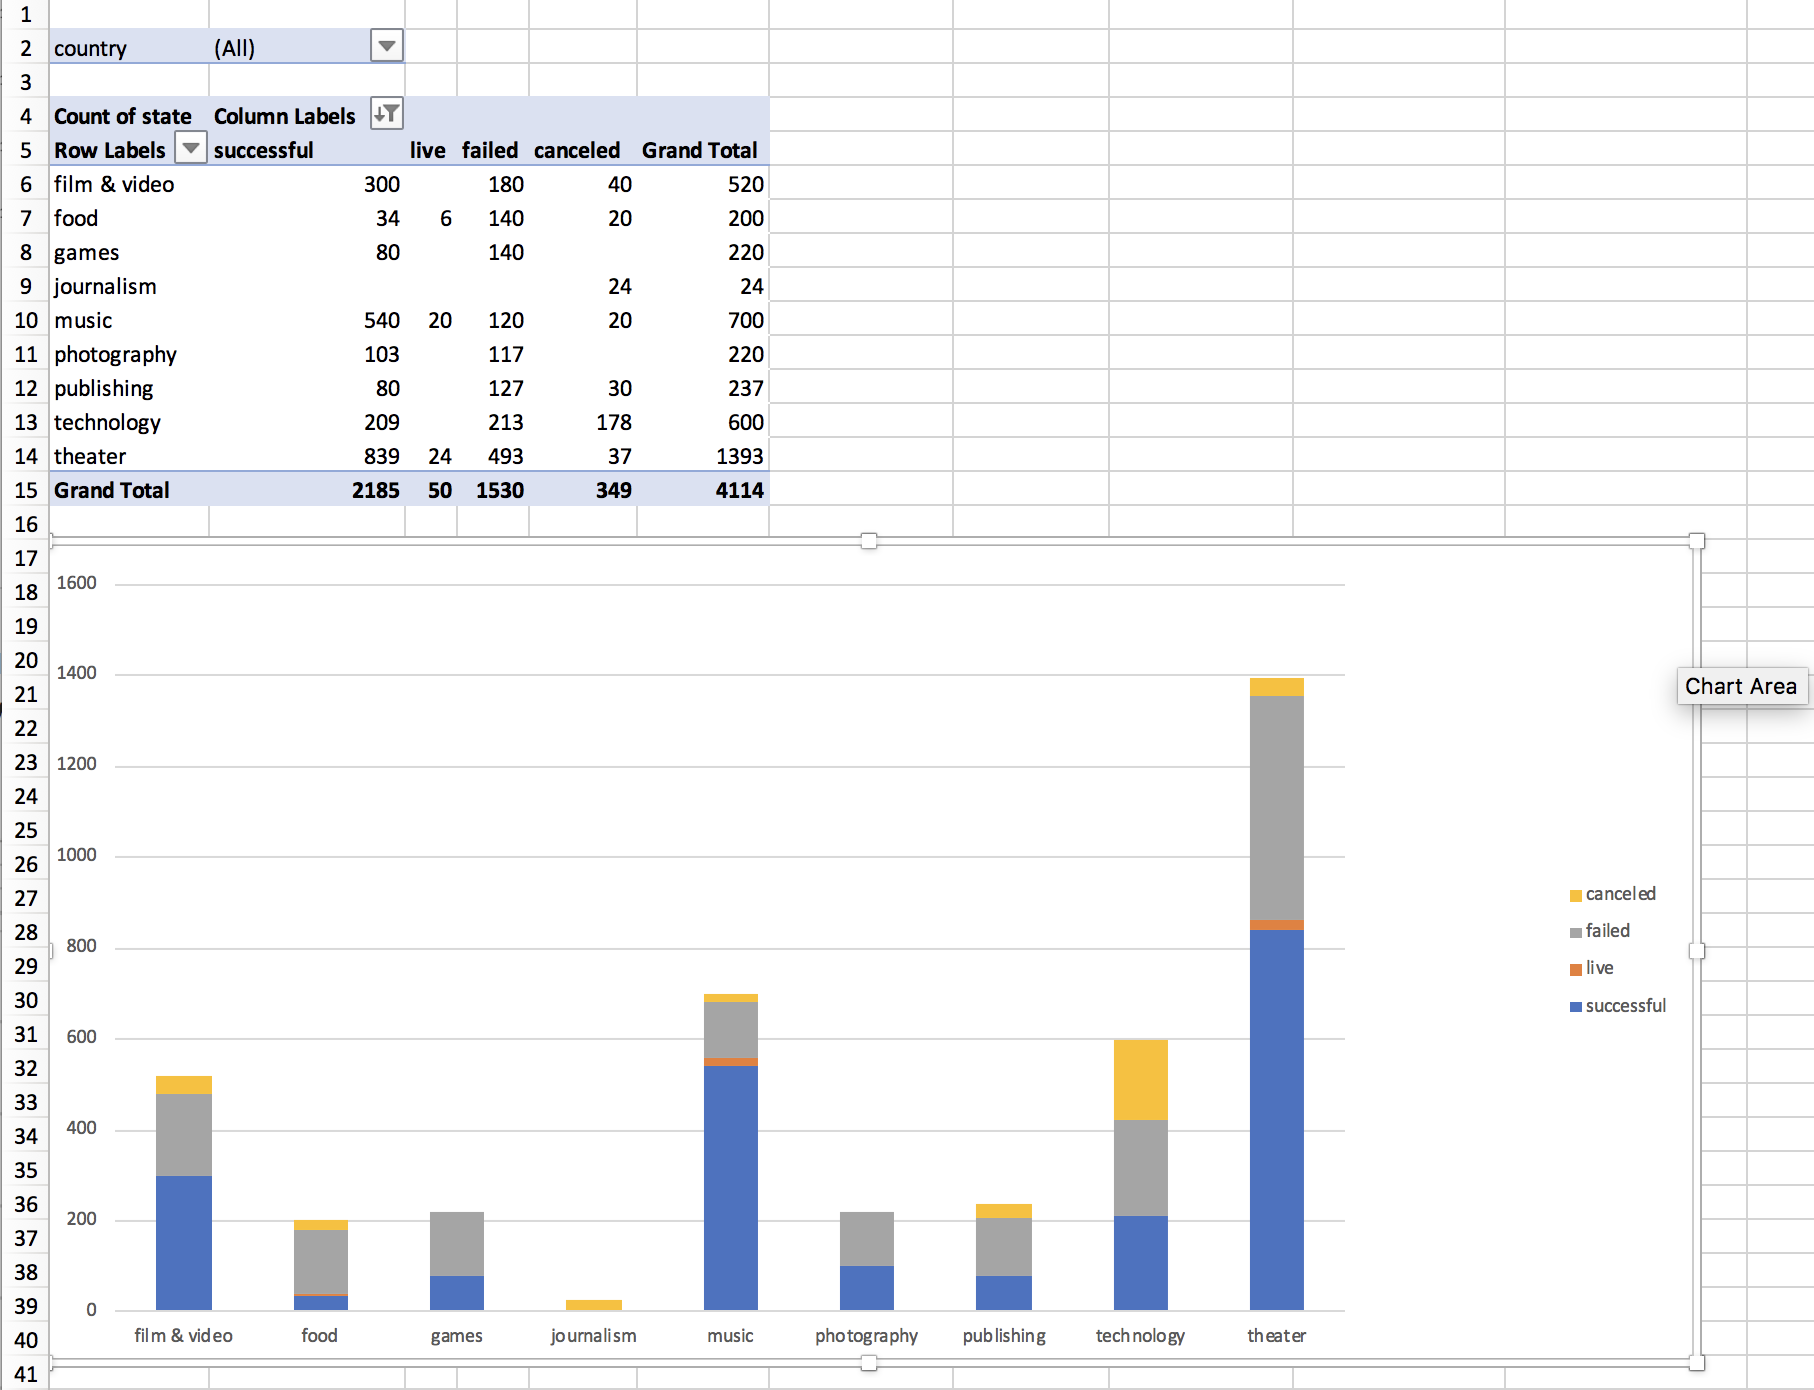 1
2 country (All)
3
4 Count of state Column Labels
5 Row Labels successful live failed canceled Grand Total
6 film & video 300 180 40 520
7 food 34 6 140 20 200
8 games 80 140 220
9 journalism 24 24
10 music 540 20 120 20 700
11 photography 103 117 220
12 publishing 80 127 30 237
13 technology 209 213 178 600
14 theater 839 24 493 37 1393
15 Grand Total 2185 50 1530 349 4114
16
17
18
19
20
21
22
23
24
25
26
27
28
29
30
31
32
33
34
35
36
37
38
39
40
41
1600
1400
1200
1000
800
600
400
200
0
film & video food games journalism music photography publishing technology theater
canceled
failed
live
successful
Chart Area